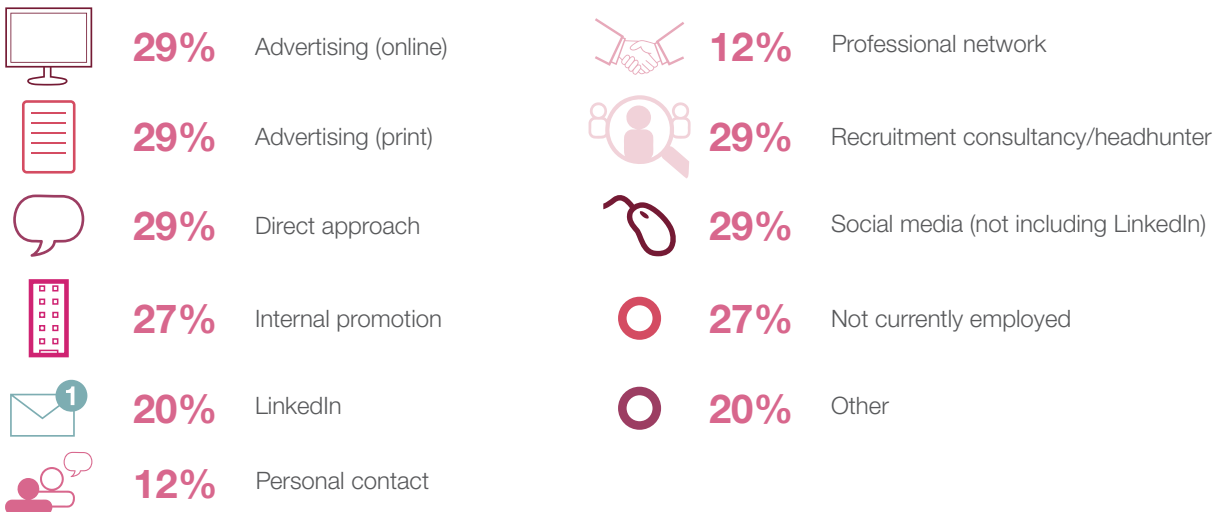 29% Advertising (online)
29% Advertising (print)
29% Direct approach
27% Internal promotion
1
20% LinkedIn
12% Personal contact
12% Professional network
29% Recruitment consultancy/headhunter
29% Social media (not including LinkedIn)
27% Not currently employed
20% Other